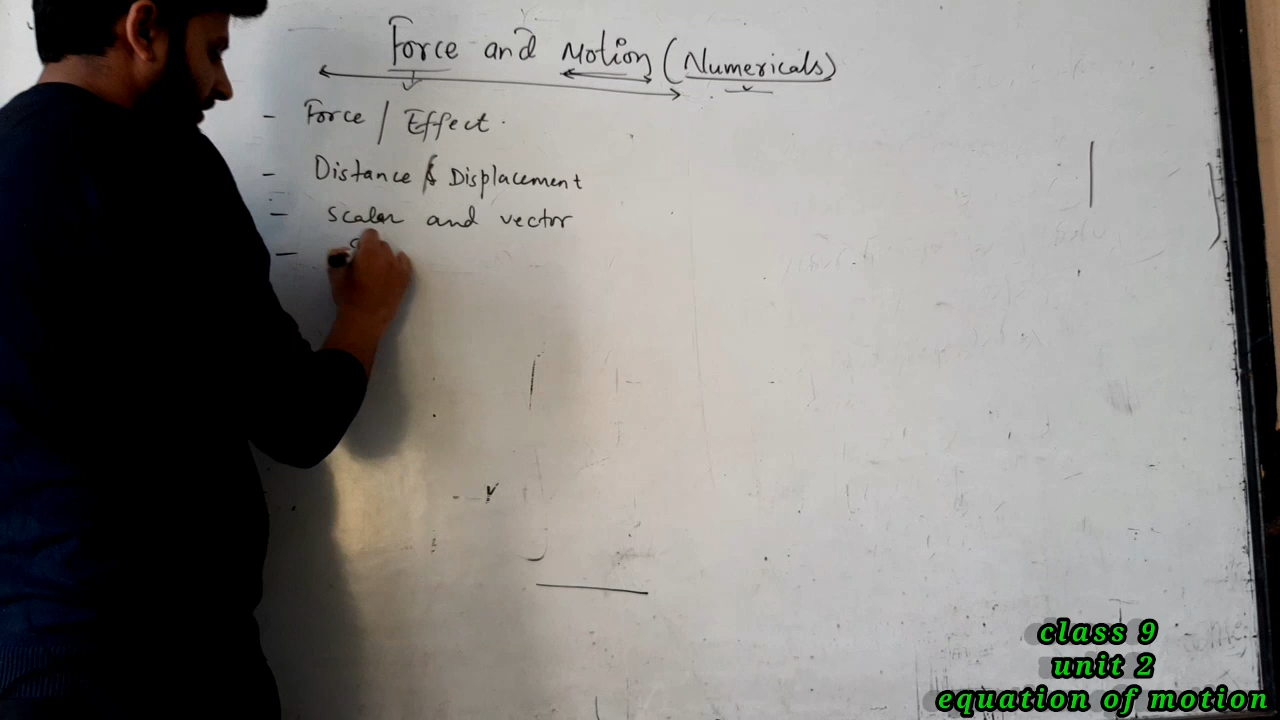 Force and Motion (Numericals)
- Force / Effect.
- Distance & Displacement
- Scalar and vector
-
class 9
unit 2
equation of motion